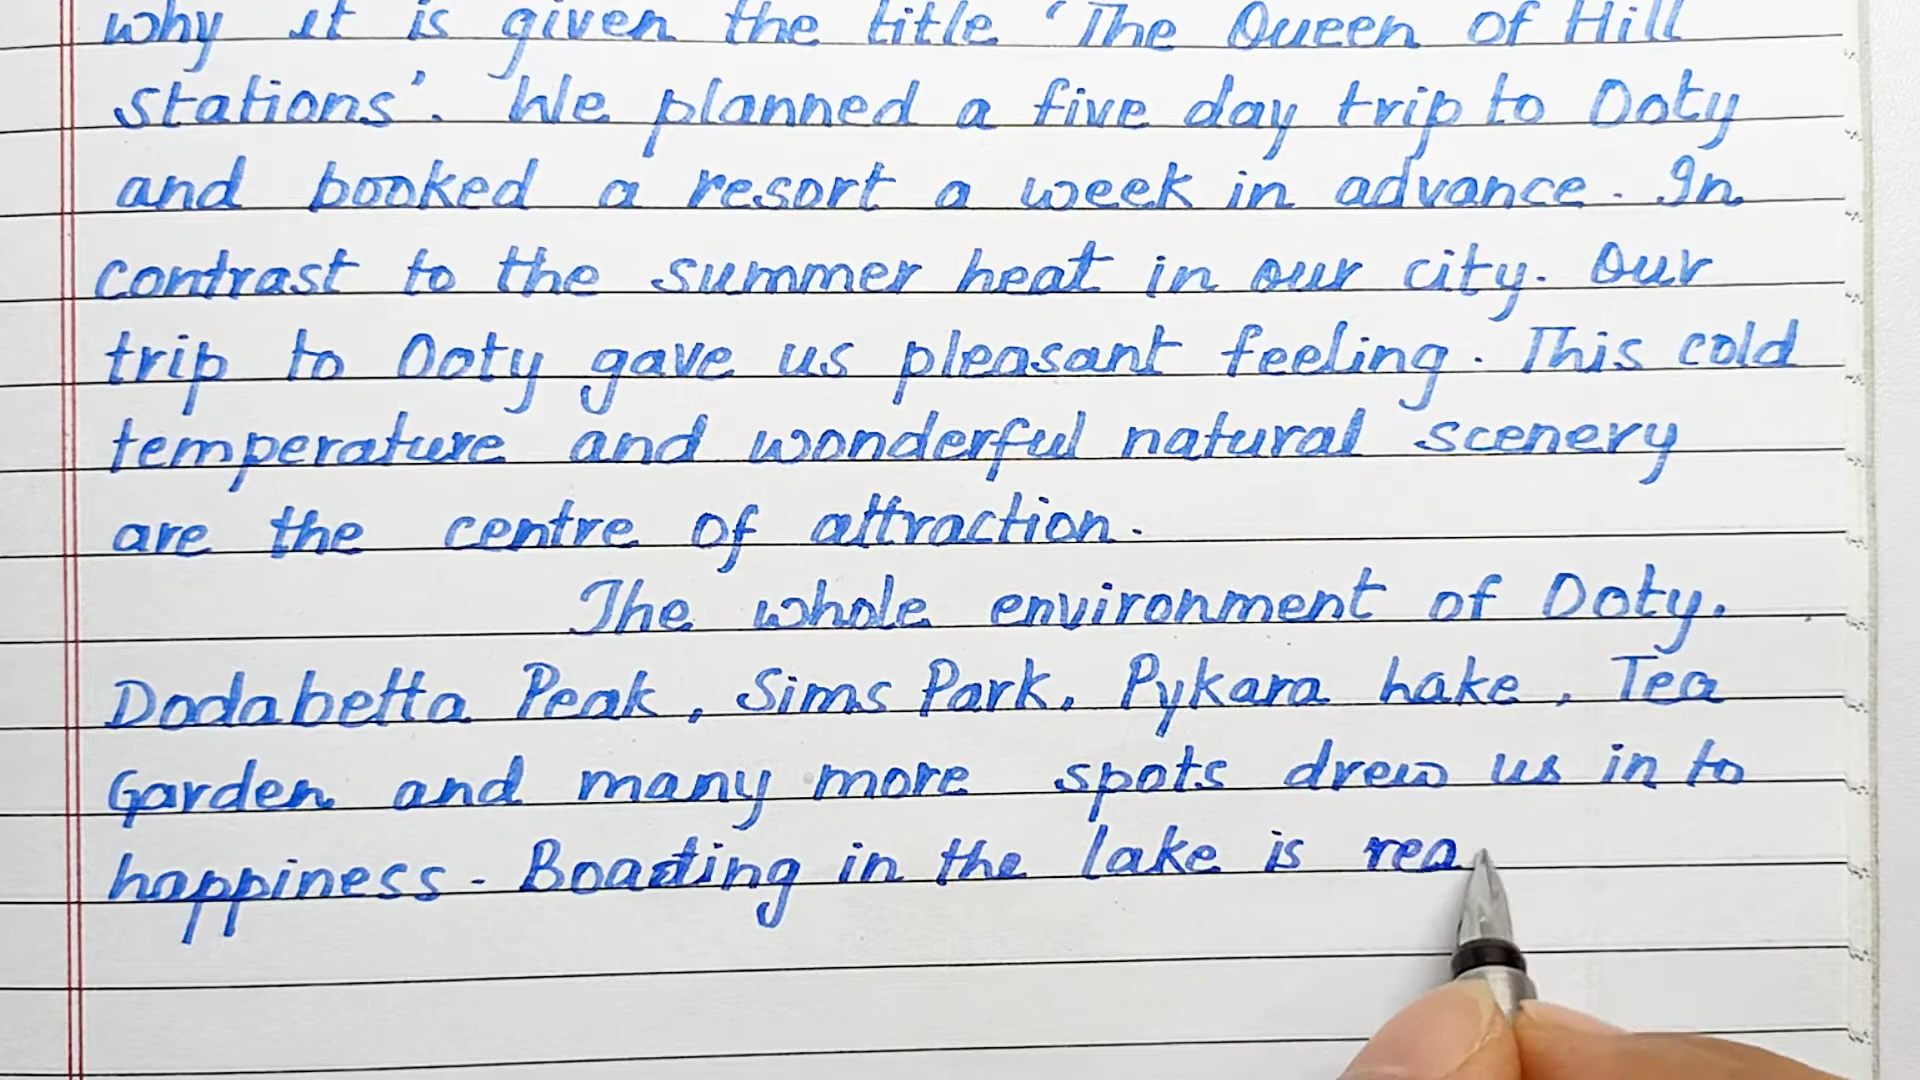 why it is given the title 'The Queen of Hill
stations'. We planned a five day trip to Ooty
and booked a resort a week in advance. In
contrast to the summer heat in our city. Our
trip to Ooty gave us pleasant feeling. This cold
temperature and wonderful natural scenery
are the centre of attraction.
The whole environment of Ooty.
Dodabetta Peak, Sims Park, Pykara Lake, Tea
Garden and many more spots drew us in to
happiness. Boating in the lake is rea